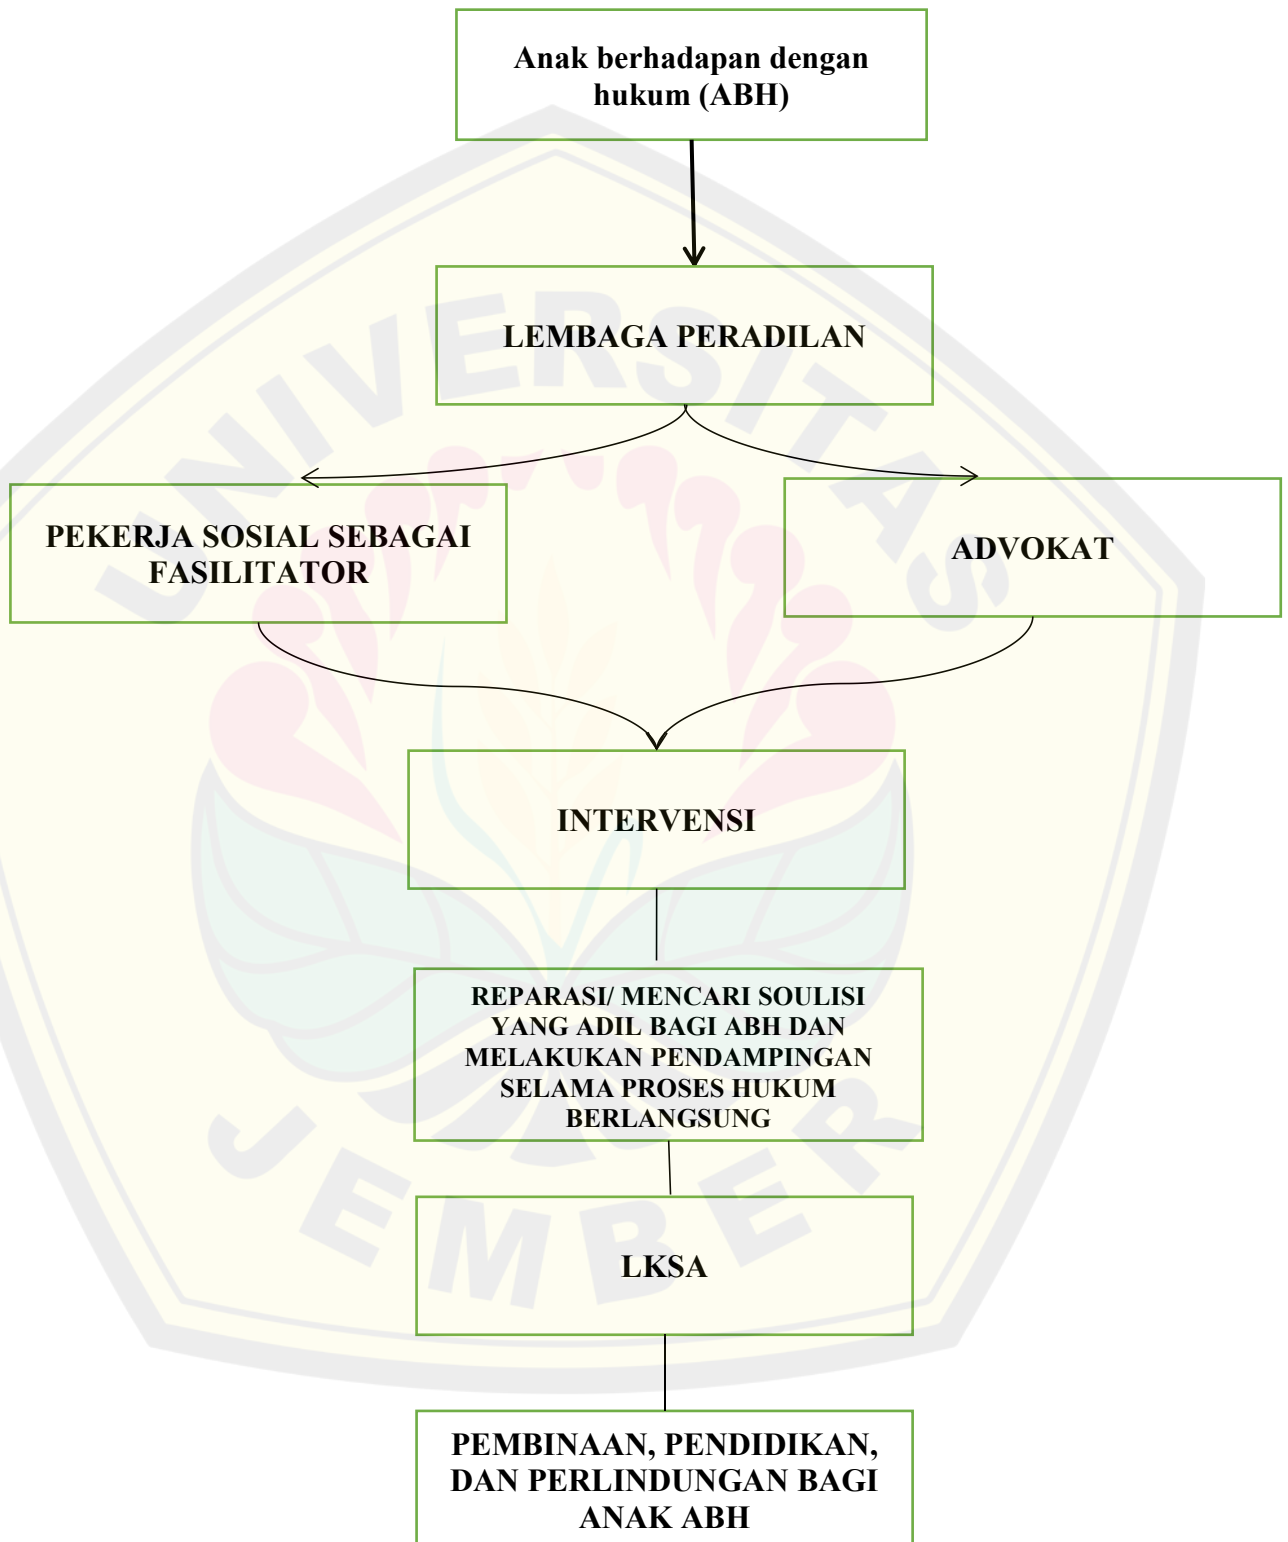 Anak berhadapan dengan
hukum (ABH)
LEMBAGA PERADILAN
PEKERJA SOSIAL SEBAGAI
FASILITATOR
ADVOKAT
INTERVENSI
REPARASI/ MENCARI SOULISI
YANG ADIL BAGI ABH DAN
MELAKUKAN PENDAMPINGAN
SELAMA PROSES HUKUM
BERLANGSUNG
LKSA
PEMBINAAN, PENDIDIKAN,
DAN PERLINDUNGAN BAGI
ANAK ABH
UNIVERSITAS
JEMBER